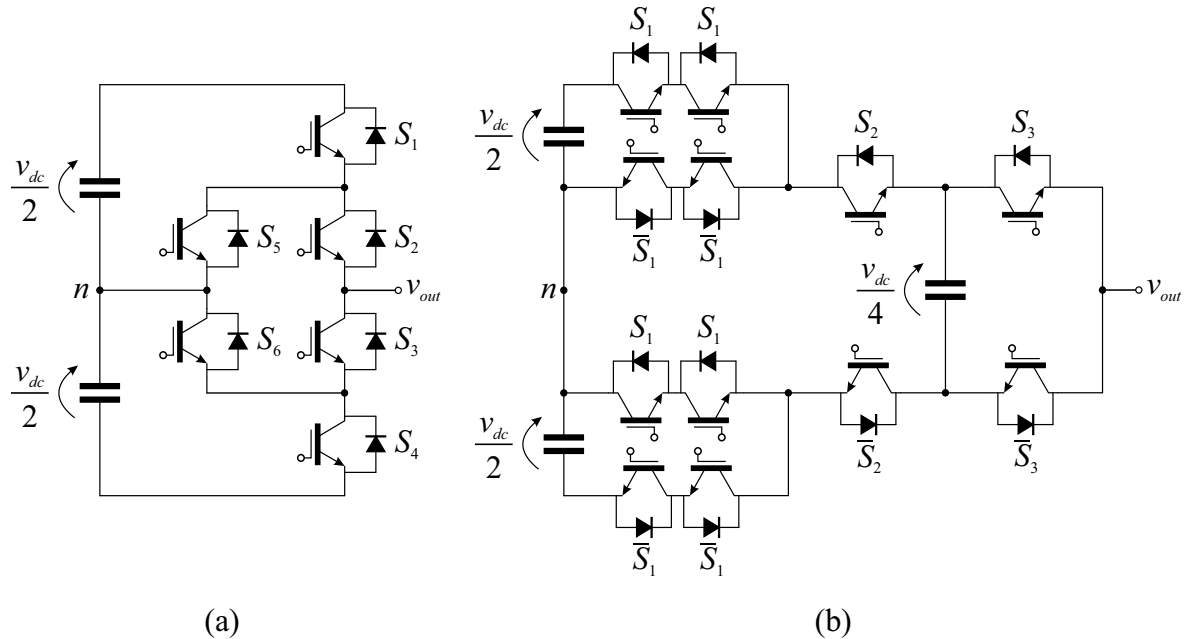 v_dc/2
v_dc/2
n
S_1
S_5
S_2
v_out
S_6
S_3
S_4
(a)
S_1 S_1
v_dc/2
S̅_1 S̅_1
S_2 S_3
n
v_dc/4
v_out
S_1 S_1
v_dc/2
S̅_1 S̅_1
S̅_2 S̅_3
(b)